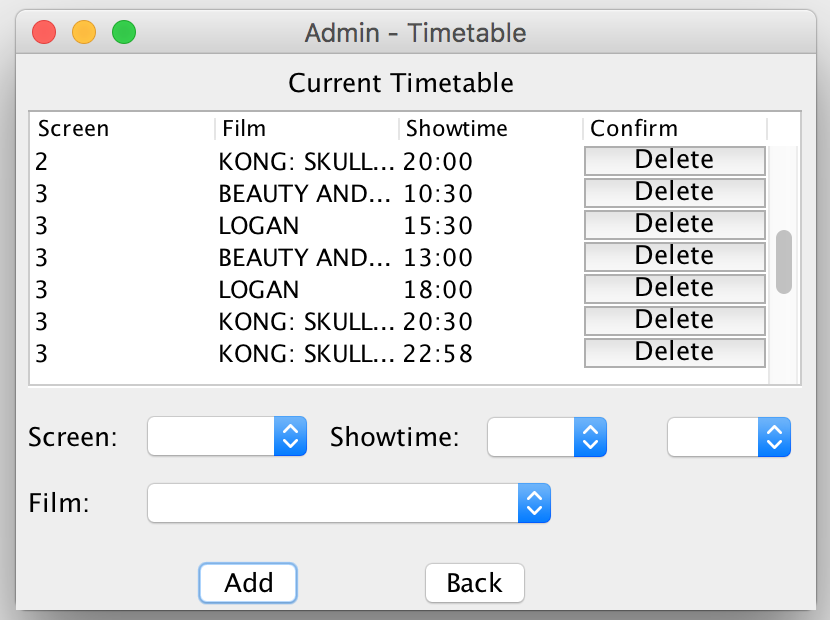 Admin - Timetable
Current Timetable
Screen Film Showtime Confirm
2 KONG: SKULL... 20:00 Delete
3 BEAUTY AND... 10:30 Delete
3 LOGAN 15:30 Delete
3 BEAUTY AND... 13:00 Delete
3 LOGAN 18:00 Delete
3 KONG: SKULL... 20:30 Delete
3 KONG: SKULL... 22:58 Delete
Screen: Showtime:
Film:
Add Back